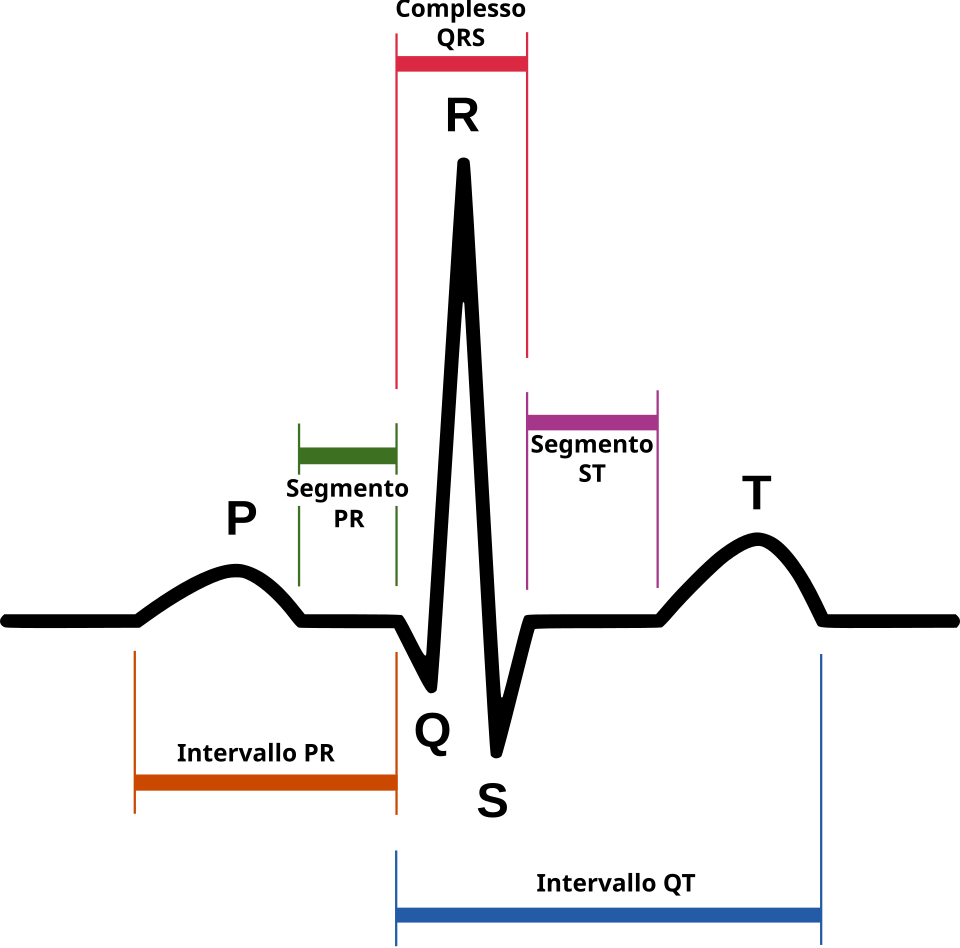 Complesso
QRS
R
Segmento
ST
Segmento
PR
P
T
Q
Intervallo PR
S
Intervallo QT